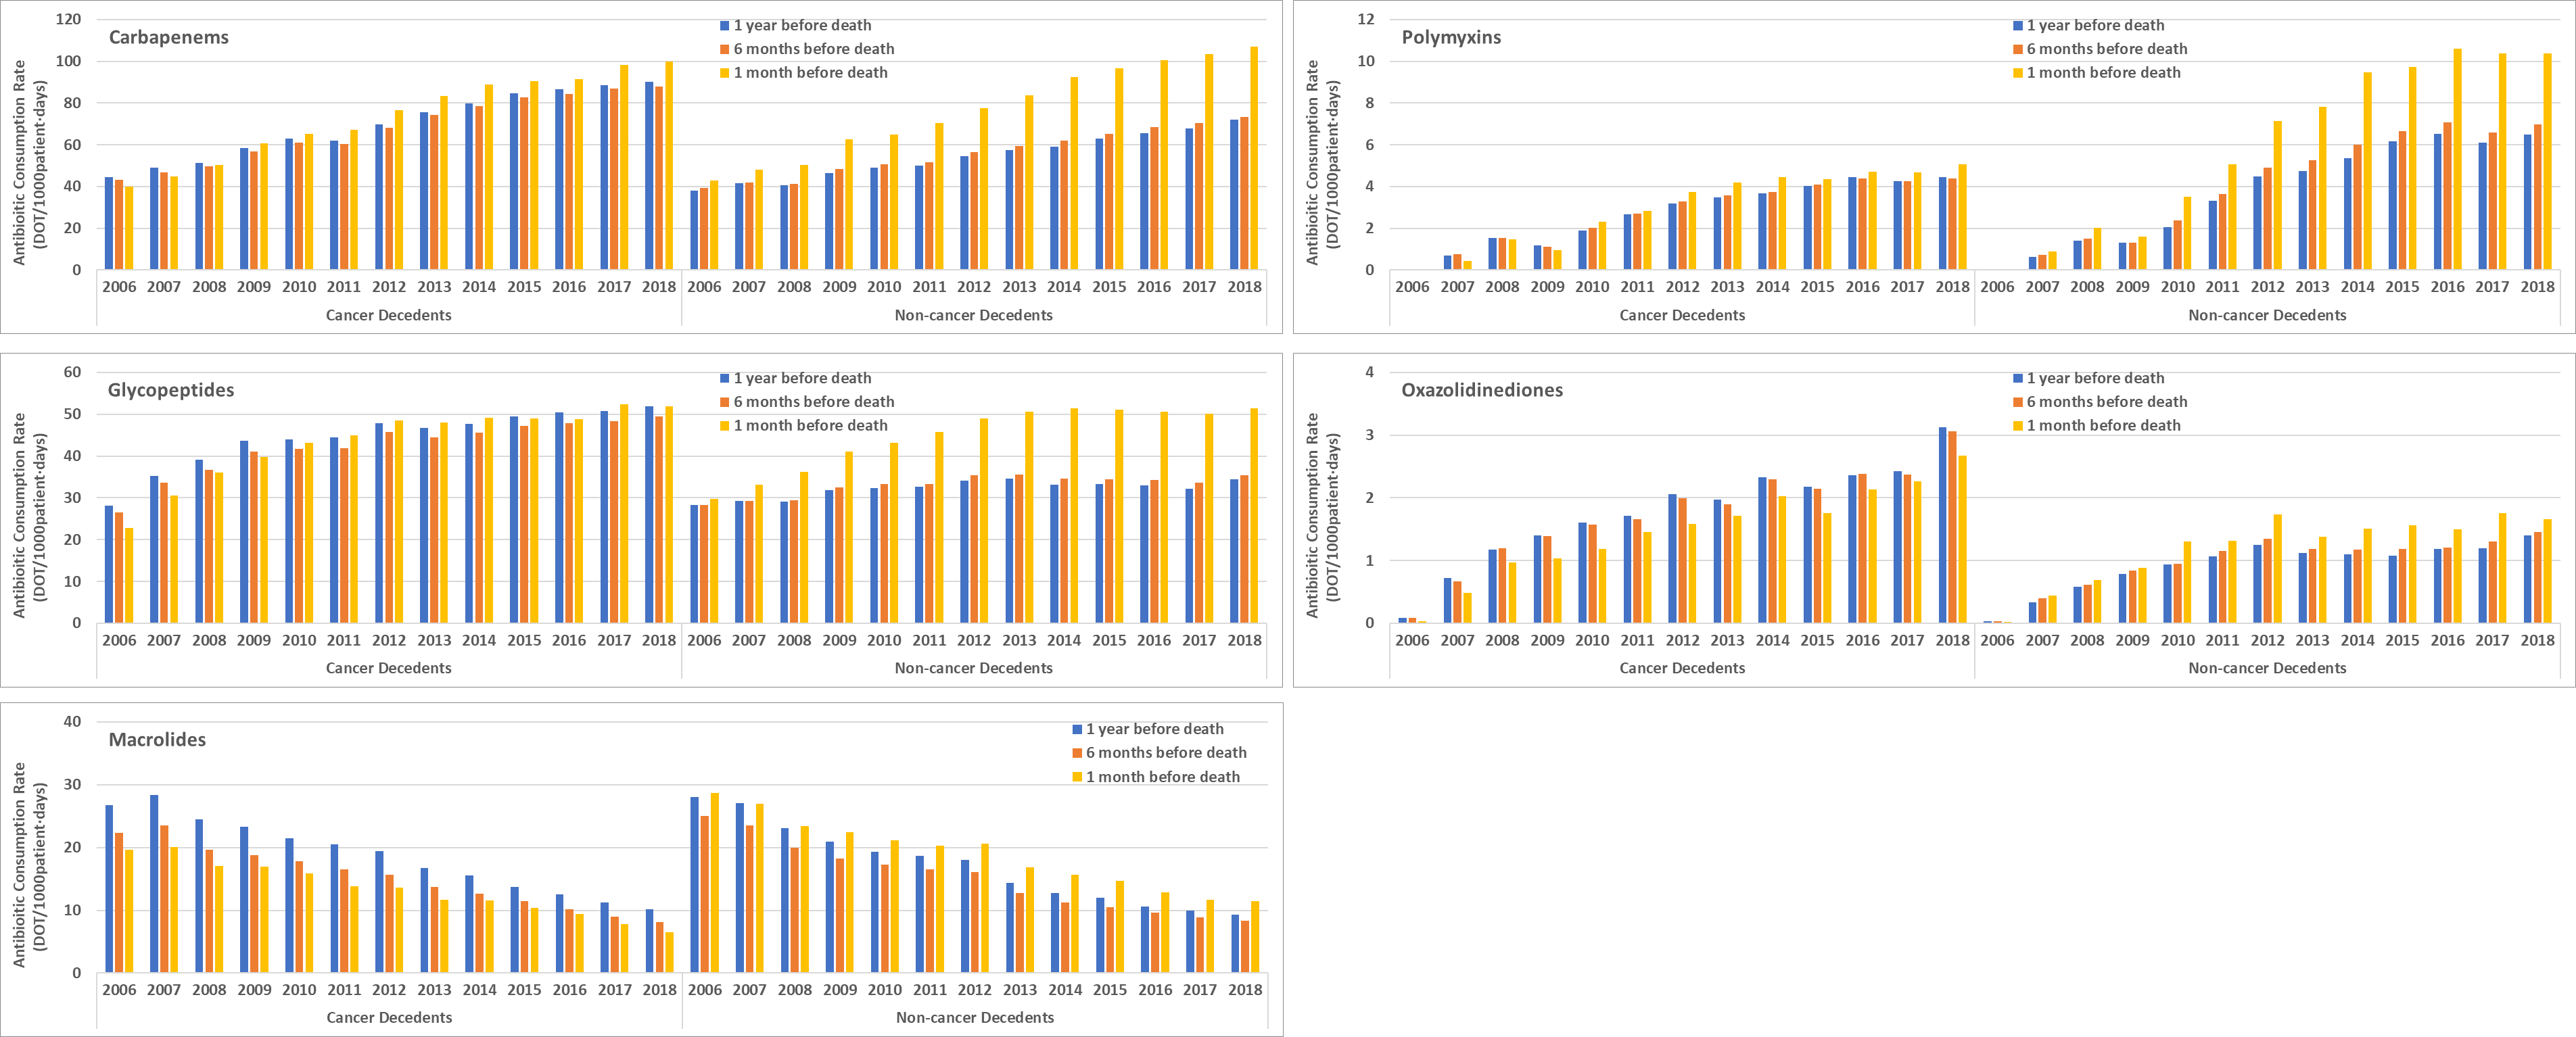 Carbapenems
1 year before death
6 months before death
1 month before death
Antibioitic Consumption Rate
(DOT/1000patient·days)
120
100
80
60
40
20
0
2006 2007 2008 2009 2010 2011 2012 2013 2014 2015 2016 2017 2018 2006 2007 2008 2009 2010 2011 2012 2013 2014 2015 2016 2017 2018
Cancer Decedents Non-cancer Decedents
Polymyxins
1 year before death
6 months before death
1 month before death
Antibioitic Consumption Rate
(DOT/1000patient·days)
12
10
8
6
4
2
0
2006 2007 2008 2009 2010 2011 2012 2013 2014 2015 2016 2017 2018 2006 2007 2008 2009 2010 2011 2012 2013 2014 2015 2016 2017 2018
Cancer Decedents Non-cancer Decedents
Glycopeptides
1 year before death
6 months before death
1 month before death
Antibioitic Consumption Rate
(DOT/1000patient·days)
60
50
40
30
20
10
0
2006 2007 2008 2009 2010 2011 2012 2013 2014 2015 2016 2017 2018 2006 2007 2008 2009 2010 2011 2012 2013 2014 2015 2016 2017 2018
Cancer Decedents Non-cancer Decedents
Oxazolidinediones
1 year before death
6 months before death
1 month before death
Antibioitic Consumption Rate
(DOT/1000patient·days)
4
3
2
1
0
2006 2007 2008 2009 2010 2011 2012 2013 2014 2015 2016 2017 2018 2006 2007 2008 2009 2010 2011 2012 2013 2014 2015 2016 2017 2018
Cancer Decedents Non-cancer Decedents
Macrolides
1 year before death
6 months before death
1 month before death
Antibioitic Consumption Rate
(DOT/1000patient·days)
40
30
20
10
0
2006 2007 2008 2009 2010 2011 2012 2013 2014 2015 2016 2017 2018 2006 2007 2008 2009 2010 2011 2012 2013 2014 2015 2016 2017 2018
Cancer Decedents Non-cancer Decedents